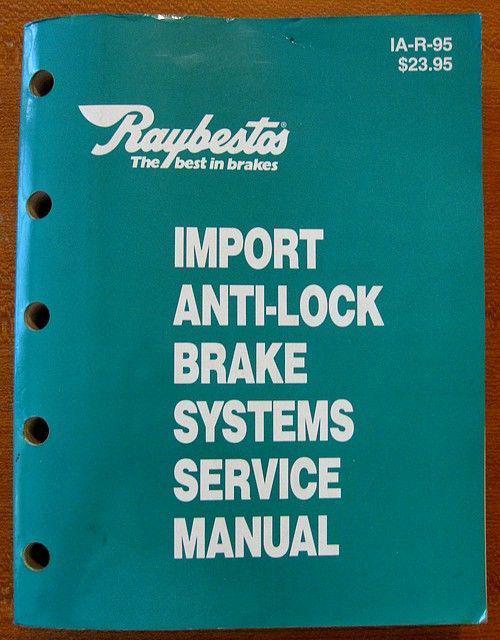 IA-R-95
$23.95
Raybestos®
The best in brakes
IMPORT
ANTI-LOCK
BRAKE
SYSTEMS
SERVICE
MANUAL